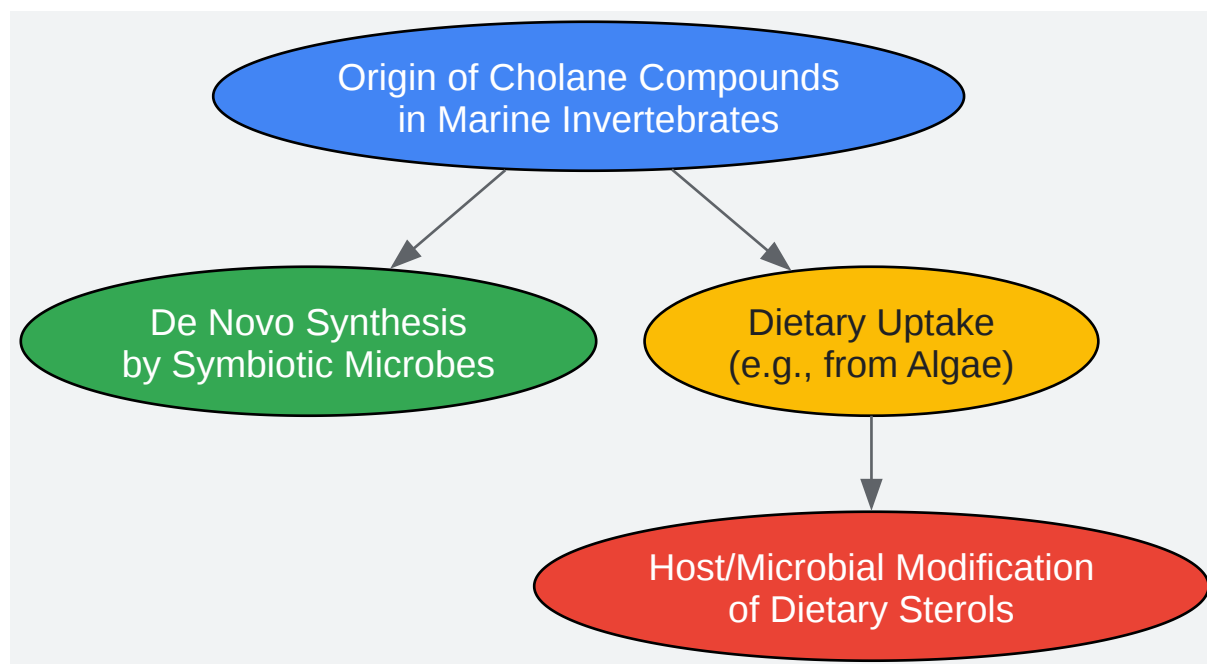 Origin of Cholane Compounds
in Marine Invertebrates
De Novo Synthesis
by Symbiotic Microbes
Dietary Uptake
(e.g., from Algae)
Host/Microbial Modification
of Dietary Sterols